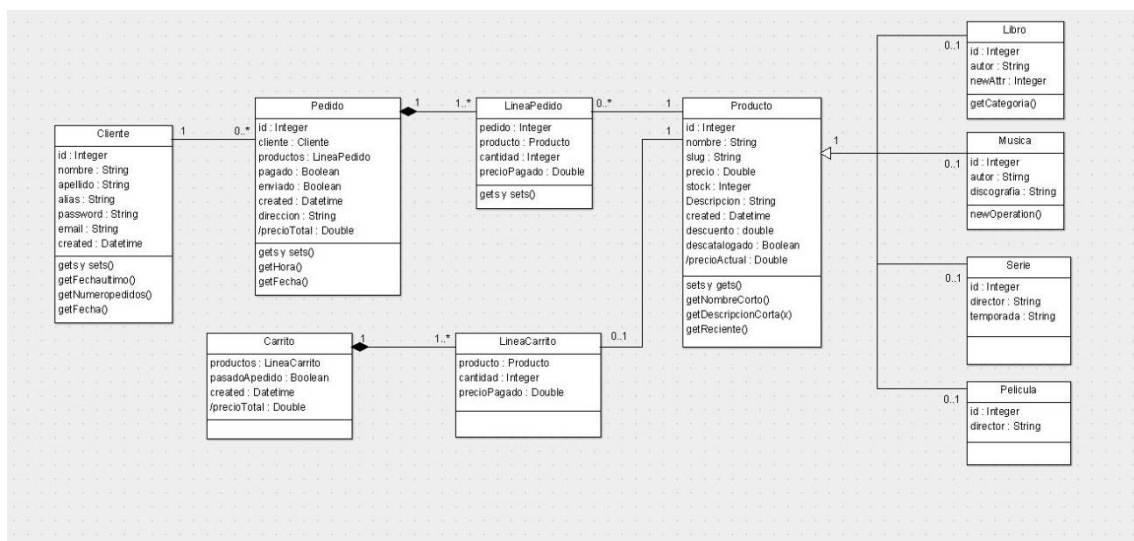 Cliente
id : Integer
nombre : String
apellido : String
alias : String
password : String
email : String
created : Datetime
gets y sets()
getFechaultimo()
getNumeropedidos()
getFecha()
1
0..*
Pedido
id : Integer
cliente : Cliente
productos : LineaPedido
pagado : Boolean
enviado : Boolean
created : Datetime
direccion : String
/precioTotal : Double
gets y sets()
getHora()
getFecha()
1
1..*
LineaPedido
pedido : Integer
producto : Producto
cantidad : Integer
precioPagado : Double
gets y sets()
0..*
1
Producto
id : Integer
nombre : String
slug : String
precio : Double
stock : Integer
Descripcion : String
created : Datetime
descuento : double
descatalogado : Boolean
/precioActual : Double
sets y gets()
getNombreCorto()
getDescripcionCorta(x)
getReciente()
1
1
Carrito
productos : LineaCarrito
pasadoApedido : Boolean
created : Datetime
/precioTotal : Double
1
1..*
LineaCarrito
producto : Producto
cantidad : Integer
precioPagado : Double
0..1
Libro
id : Integer
autor : String
newAttr : Integer
getCategoria()
0..1
Musica
id : Integer
autor : String
discografia : String
newOperation()
0..1
Serie
id : Integer
director : String
temporada : String
0..1
Pelicula
id : Integer
director : String
0..1